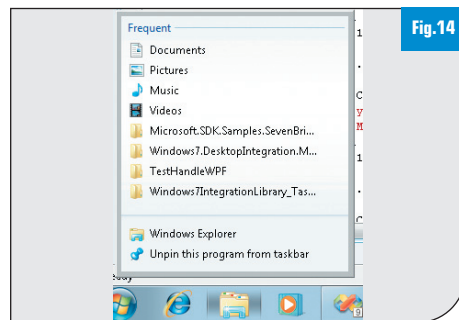 Fig.14
Frequent
Documents
Pictures
Music
Videos
Microsoft.SDK.Samples.SevenBri...
Windows7.DesktopIntegration.M...
TestHandleWPF
Windows7IntegrationLibrary_Tas...
Windows Explorer
Unpin this program from taskbar
9